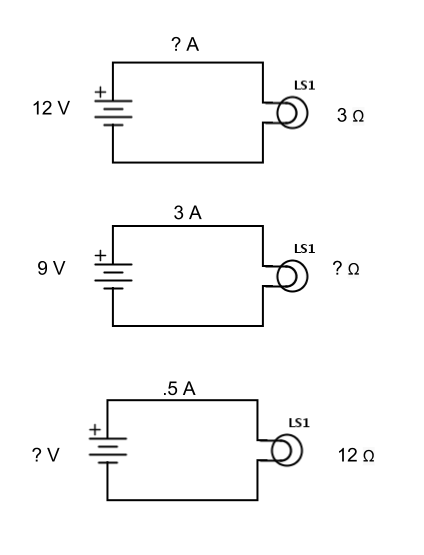 ? A
+
LS1
12 V
3 Ω
3 A
+
LS1
9 V
? Ω
.5 A
+
LS1
? V
12 Ω